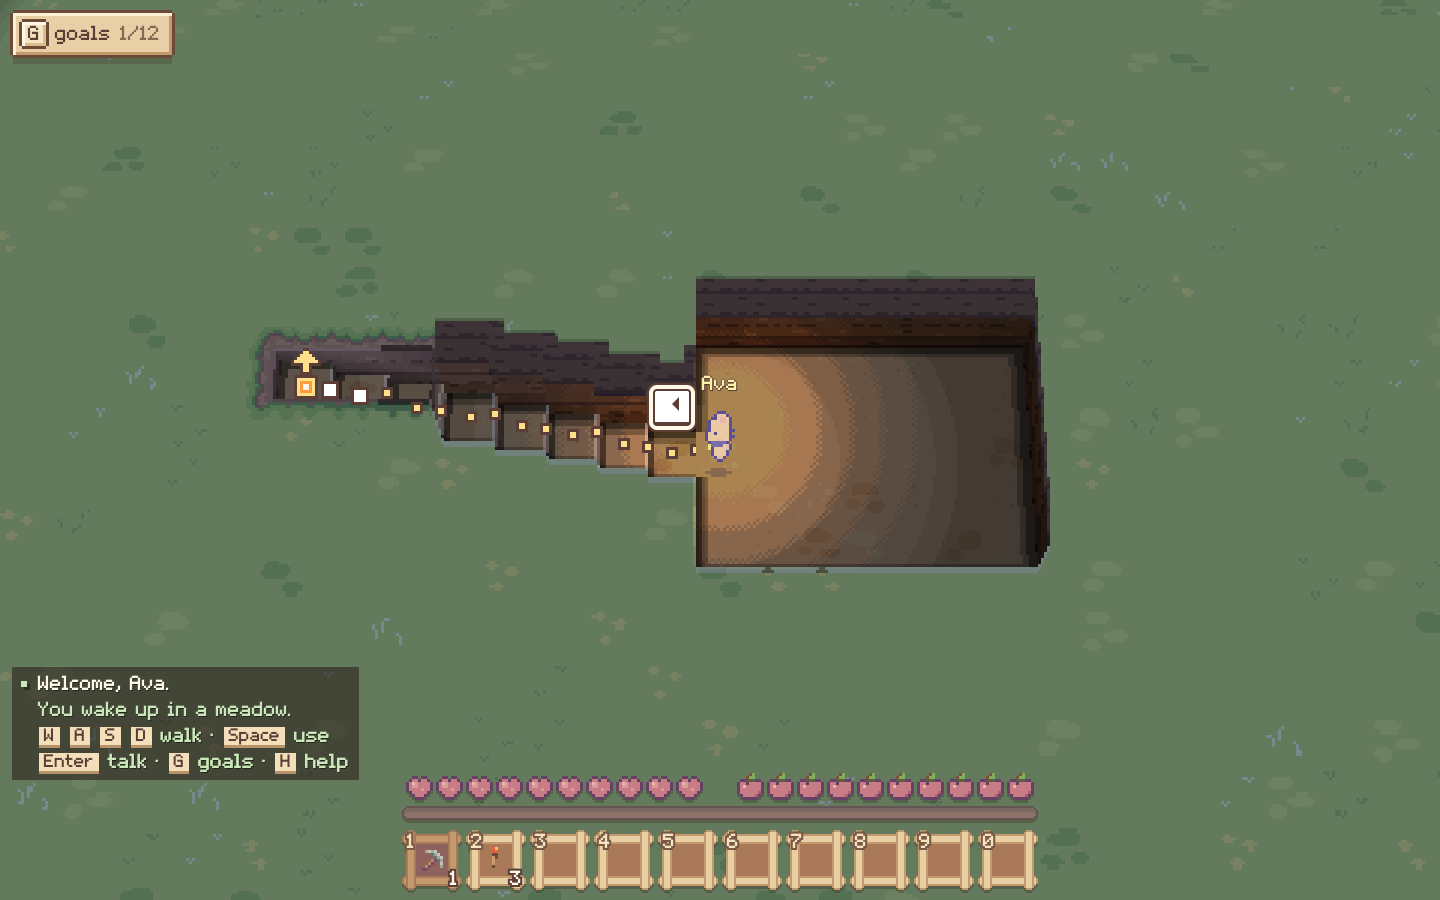 G goals 1/12
Ava
Welcome, Ava.
You wake up in a meadow.
W A S D walk · Space use
Enter talk · G goals · H help
1 2 3 4 5 6 7 8 9 0
1 3